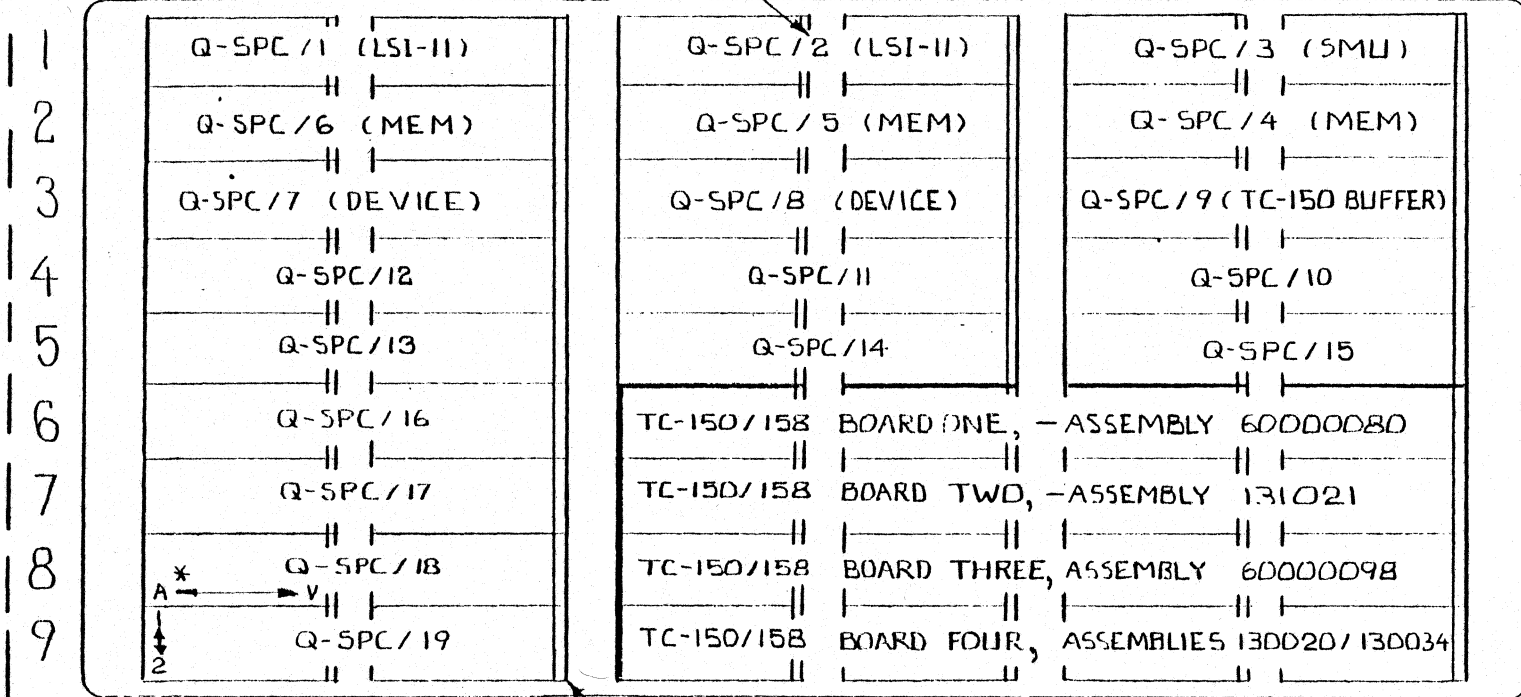 1 Q-SPC/1 (LSI-11) Q-SPC/2 (LSI-11) Q-SPC/3 (SMU)
2 Q-SPC/6 (MEM) Q-SPC/5 (MEM) Q-SPC/4 (MEM)
3 Q-SPC/7 (DEVICE) Q-SPC/8 (DEVICE) Q-SPC/9 (TC-150 BUFFER)
4 Q-SPC/12 Q-SPC/11 Q-SPC/10
5 Q-SPC/13 Q-SPC/14 Q-SPC/15
6 Q-SPC/16 TC-150/158 BOARD ONE, -ASSEMBLY 60000080
7 Q-SPC/17 TC-150/158 BOARD TWO, -ASSEMBLY 131021
8 Q-SPC/18 TC-150/158 BOARD THREE, ASSEMBLY 60000098
* A V
9 Q-SPC/19 TC-150/158 BOARD FOUR, ASSEMBLIES 130020/130034
1
2